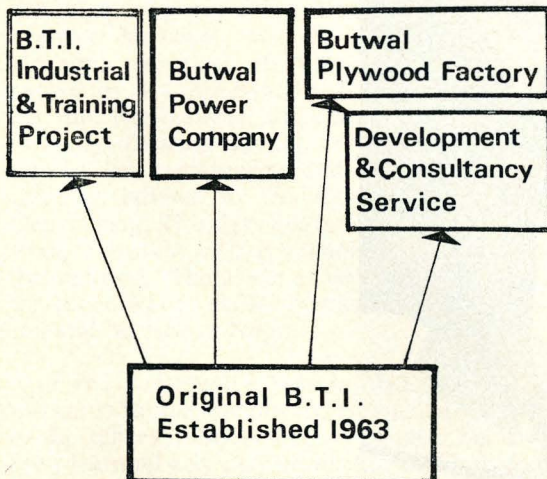 B.T.I.
Industrial
& Training
Project
Butwal
Power
Company
Butwal
Plywood Factory
Development
& Consultancy
Service
Original B.T.I.
Established 1963